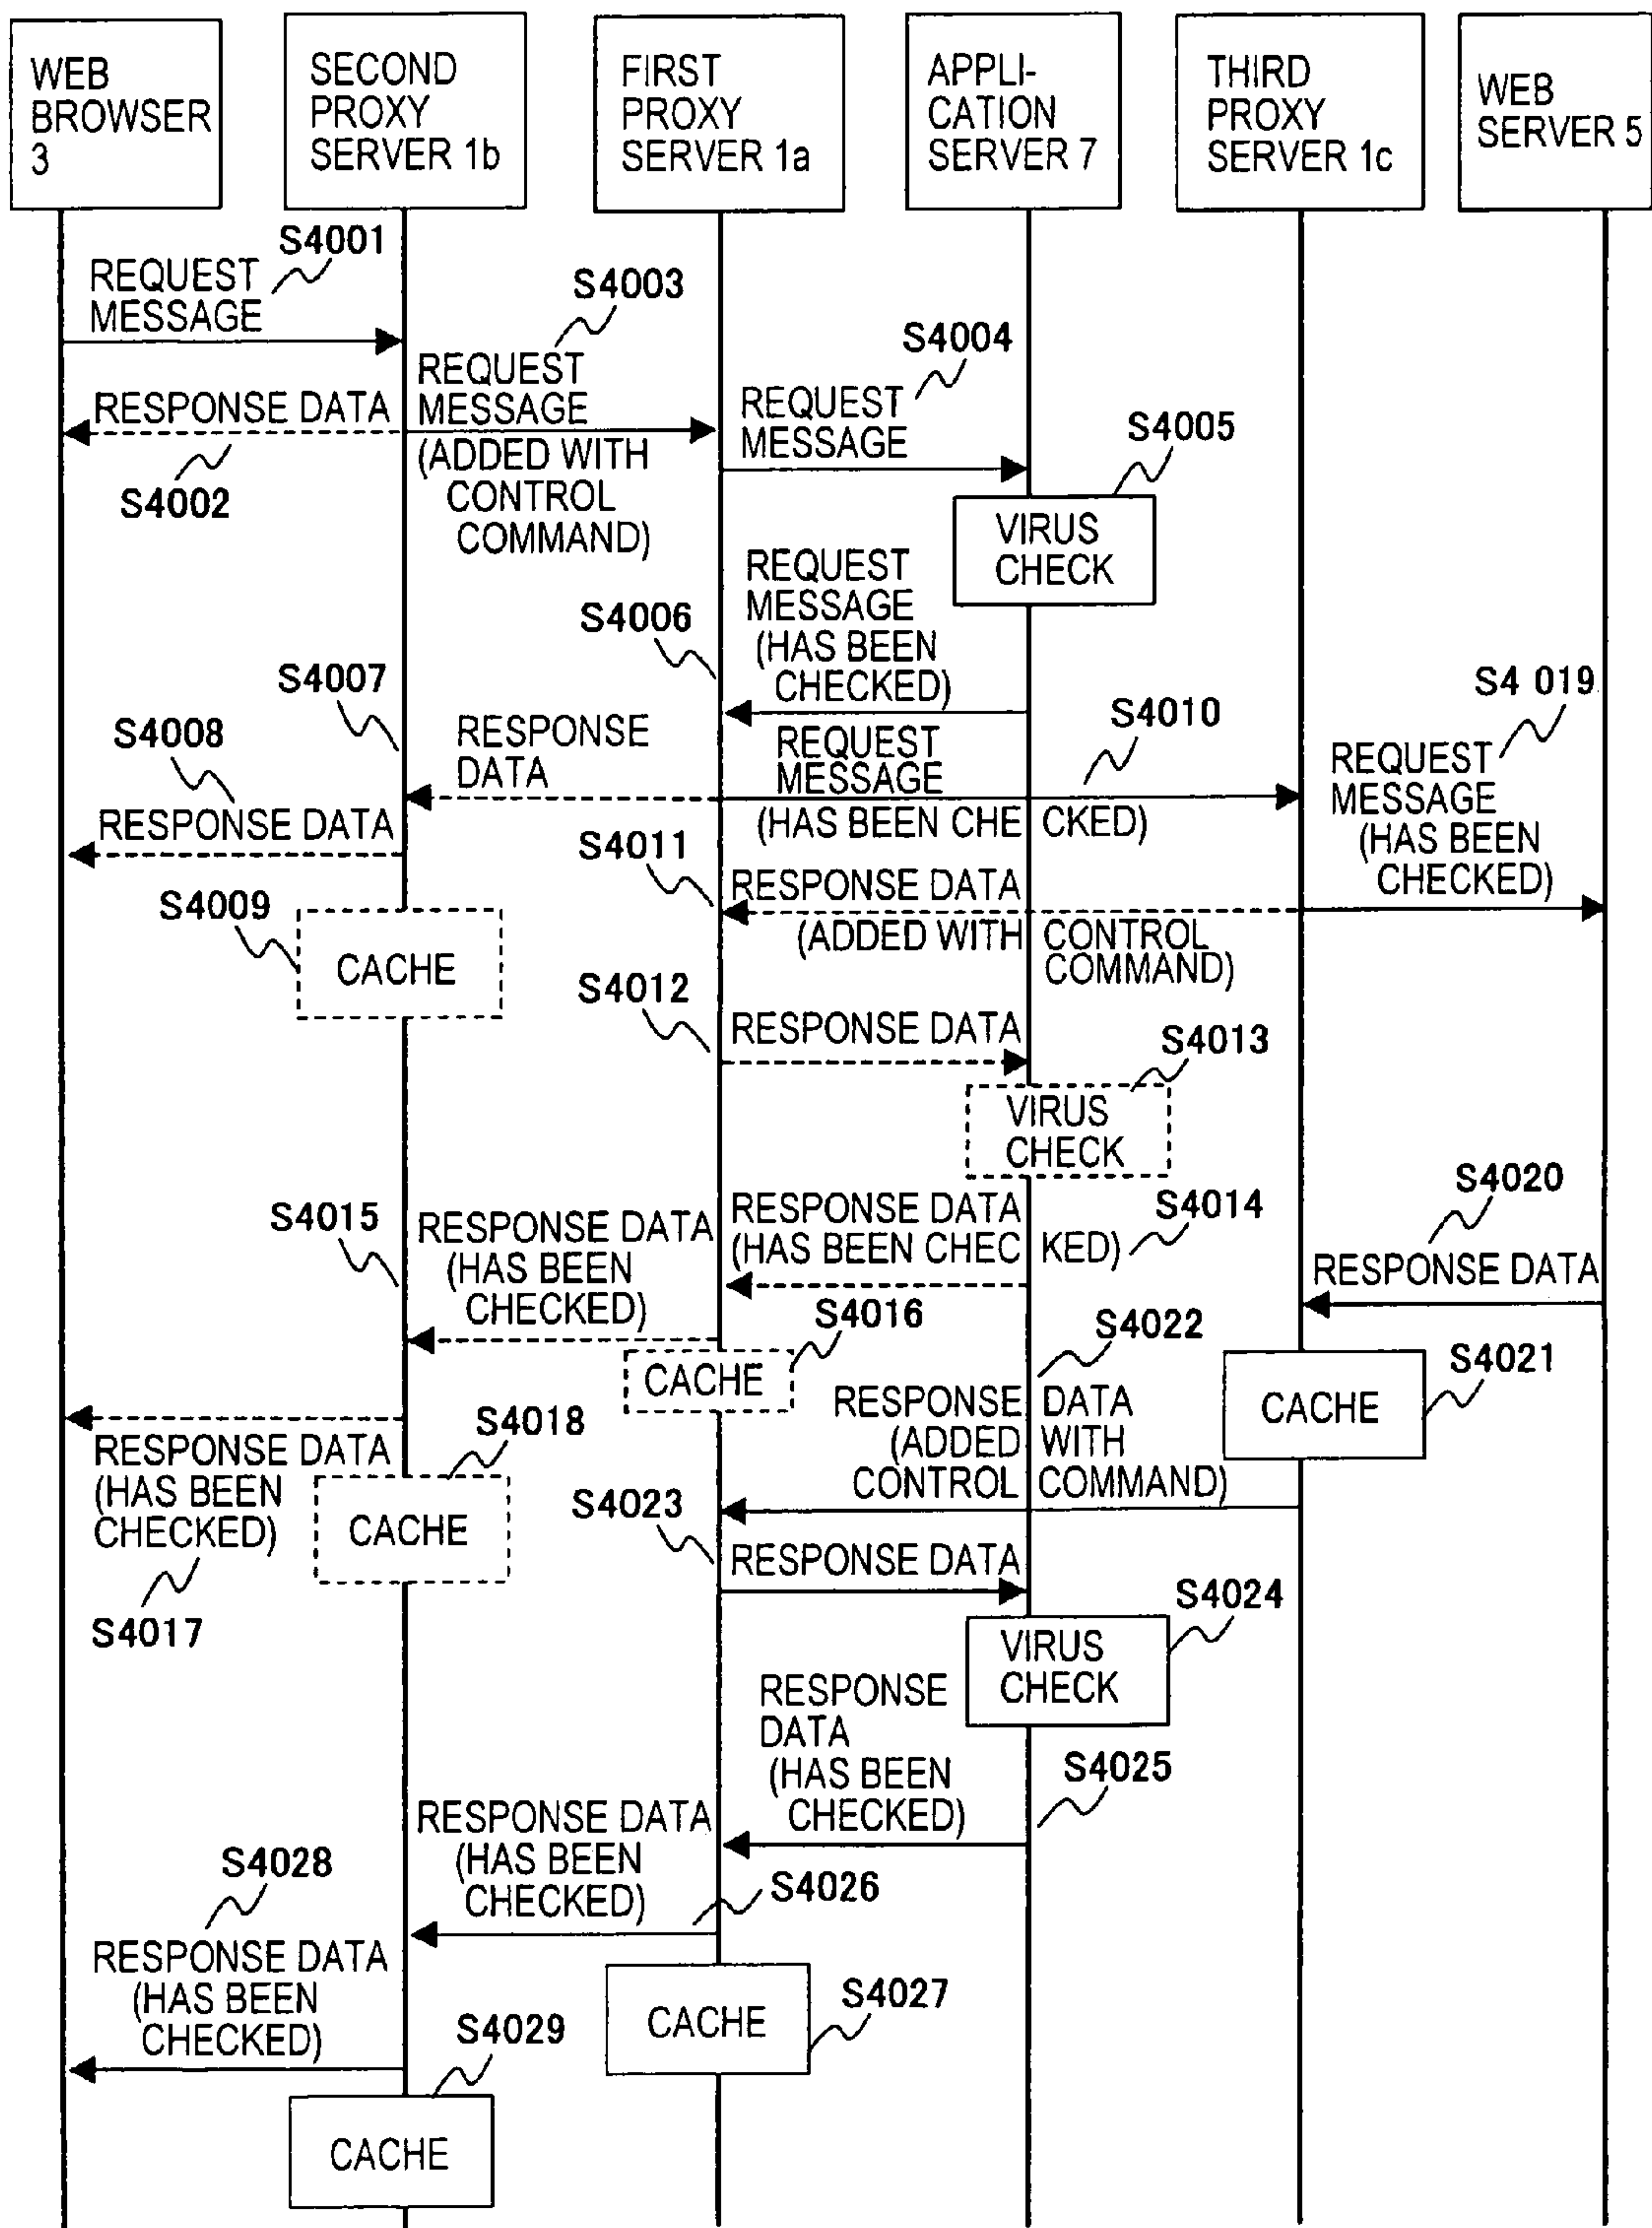 WEB
BROWSER
3
SECOND
PROXY
SERVER 1b
FIRST
PROXY
SERVER 1a
APPLI-
CATION
SERVER 7
THIRD
PROXY
SERVER 1c
WEB
SERVER 5
S4001
REQUEST
MESSAGE
S4003
REQUEST
MESSAGE
(ADDED WITH
CONTROL
COMMAND)
RESPONSE DATA
S4002
S4004
REQUEST
MESSAGE
S4005
VIRUS
CHECK
REQUEST
MESSAGE
(HAS BEEN
CHECKED)
S4006
S4007
RESPONSE
DATA
S4008
RESPONSE DATA
S4010
REQUEST
MESSAGE
(HAS BEEN CHE CKED)
S4 019
REQUEST
MESSAGE
(HAS BEEN
CHECKED)
S4009
CACHE
S4011
RESPONSE DATA
(ADDED WITH CONTROL
COMMAND)
S4012
RESPONSE DATA
S4013
VIRUS
CHECK
S4014
RESPONSE DATA
(HAS BEEN CHEC KED)
S4015
RESPONSE DATA
(HAS BEEN
CHECKED)
S4020
RESPONSE DATA
S4016
CACHE
S4022
RESPONSE DATA
(ADDED WITH
CONTROL COMMAND)
S4021
CACHE
RESPONSE DATA
(HAS BEEN
CHECKED)
S4017
S4018
CACHE
S4023
RESPONSE DATA
S4024
VIRUS
CHECK
RESPONSE
DATA
(HAS BEEN
CHECKED)
S4025
RESPONSE DATA
(HAS BEEN
CHECKED)
S4026
S4028
RESPONSE DATA
(HAS BEEN
CHECKED)
S4027
CACHE
S4029
CACHE